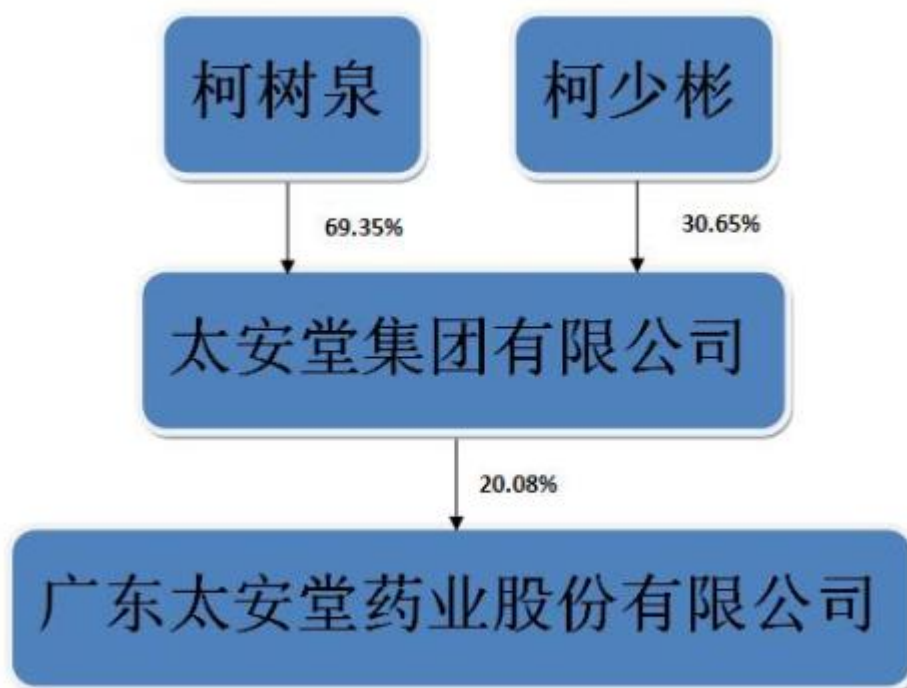 柯树泉
柯少彬
69.35%
30.65%
太安堂集团有限公司
20.08%
广东太安堂药业股份有限公司